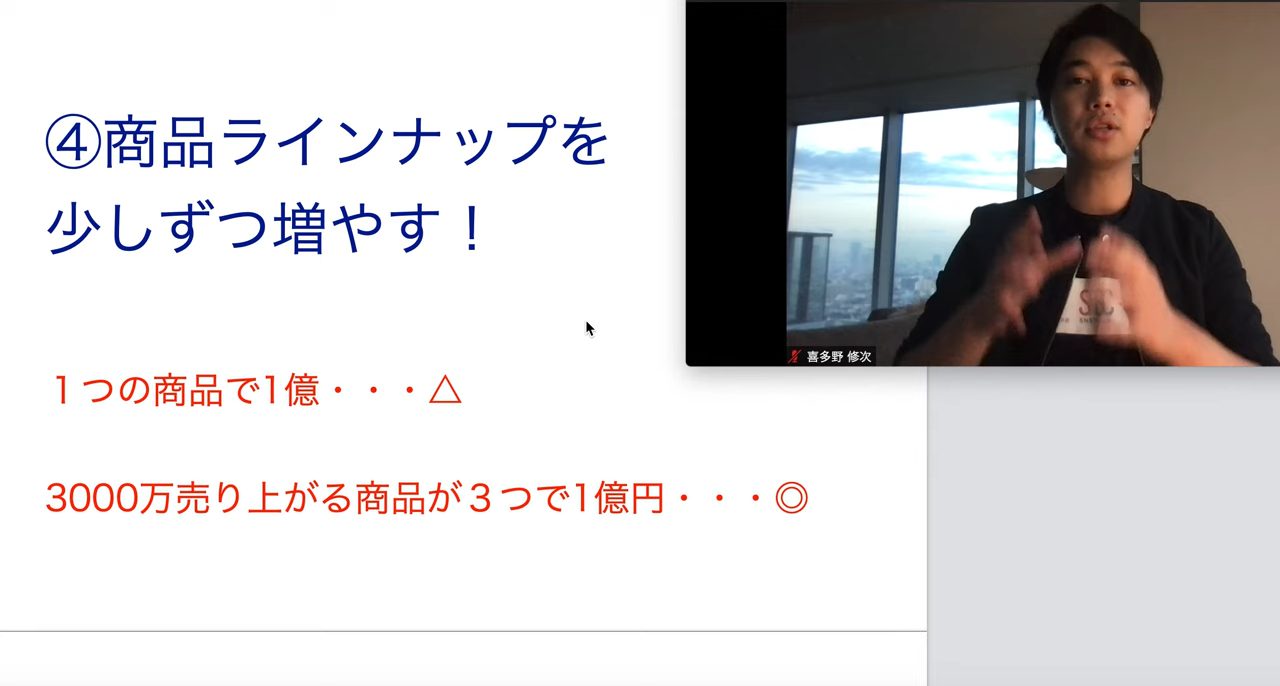 ④商品ラインナップを
少しずつ増やす！
１つの商品で1億・・・△
3000万売り上がる商品が３つで1億円・・・◎
喜多野 修次